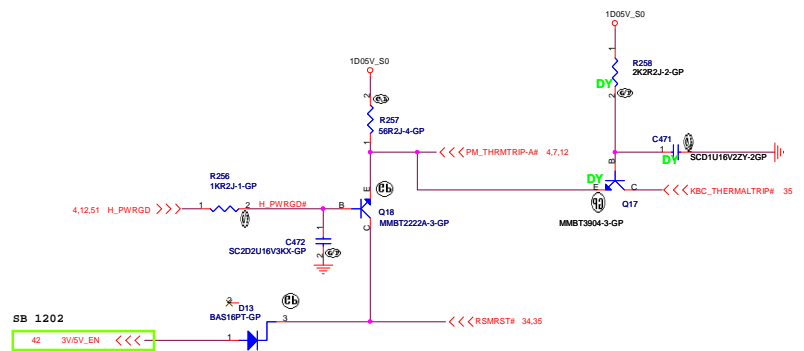 1D05V_S0
1
R258
2K2R2J-2-GP
DY
2
1D05V_S0
2
R257
56R2J-4-GP
1
C471
1
DY
SCD1U16V2ZY-2GP
PM_THRMTRIP-A# 4,7,12
B
DY
E
C
KBC_THERMALTRIP# 35
Q17
MMBT3904-3-GP
R256
1KR2J-1-GP
4,12,51 H_PWRGD
1
2
H_PWRGD#
B
E
C
Q18
MMBT2222A-3-GP
1
C472
SC2D2U16V3KX-GP
2
2
D13
BAS16PT-GP
3
1
RSMRST# 34,35
SB 1202
42 3V/5V_EN